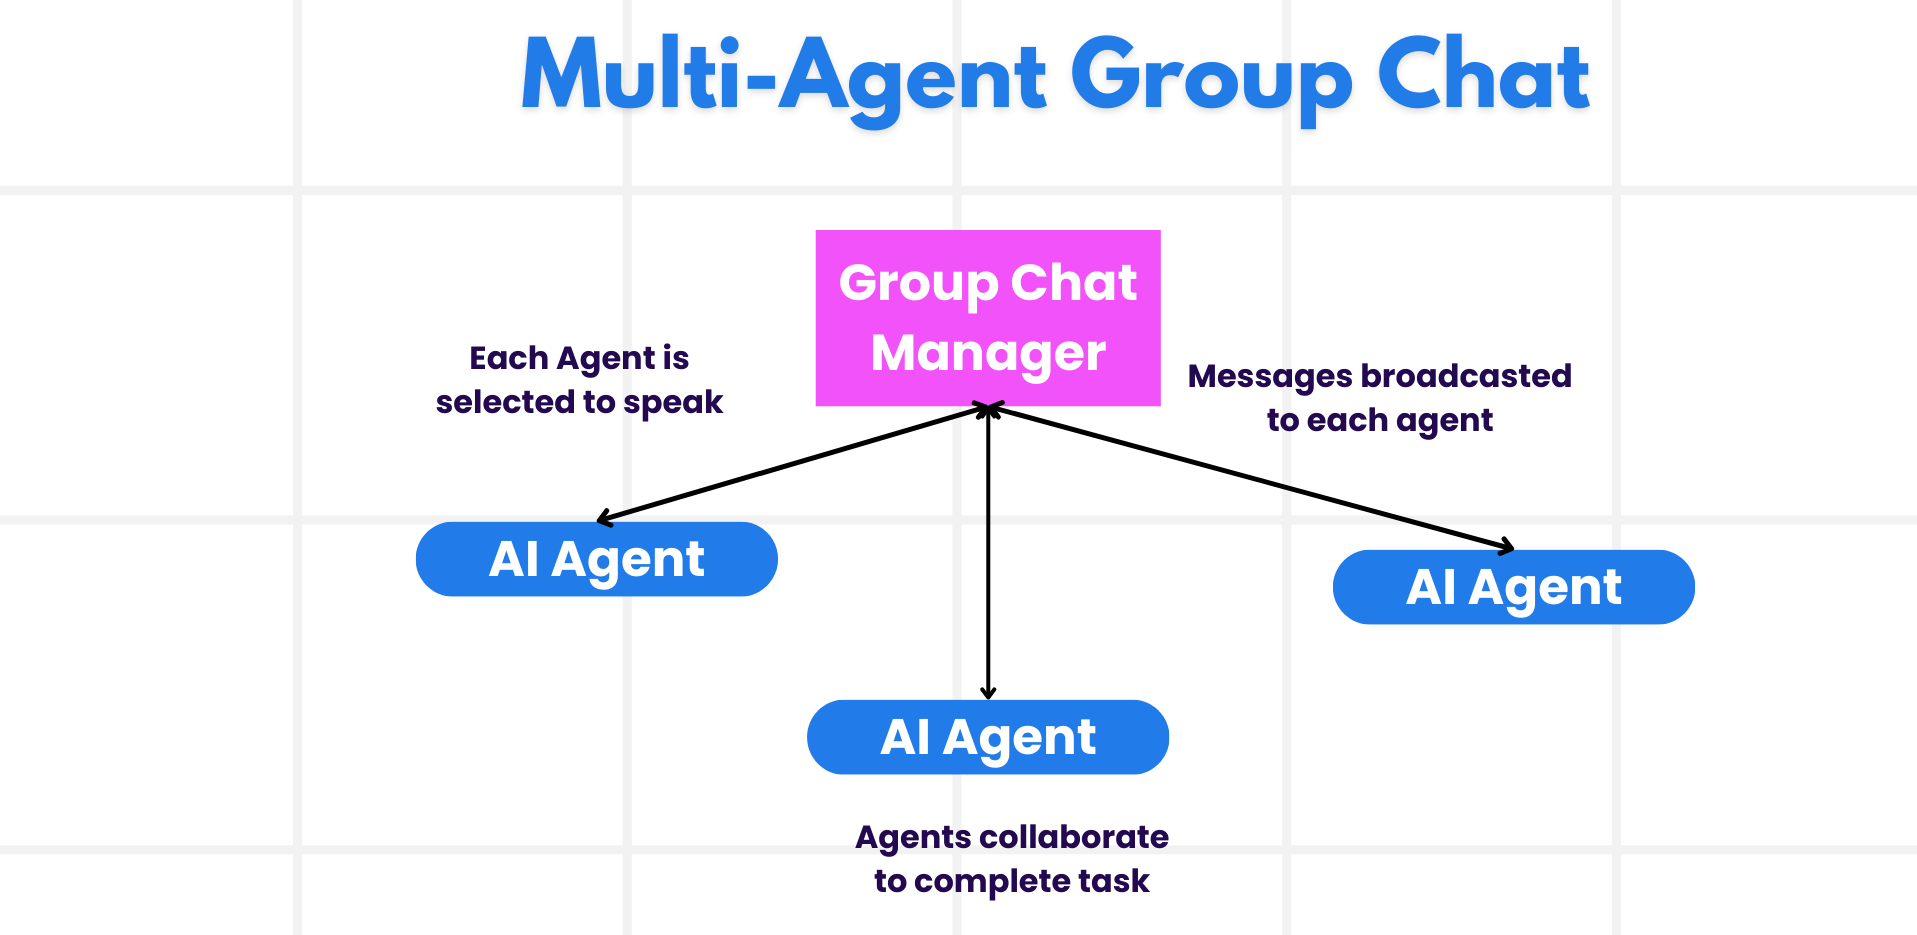 Multi-Agent Group Chat
Group Chat
Manager
Each Agent is
selected to speak
Messages broadcasted
to each agent
AI Agent
AI Agent
AI Agent
Agents collaborate
to complete task